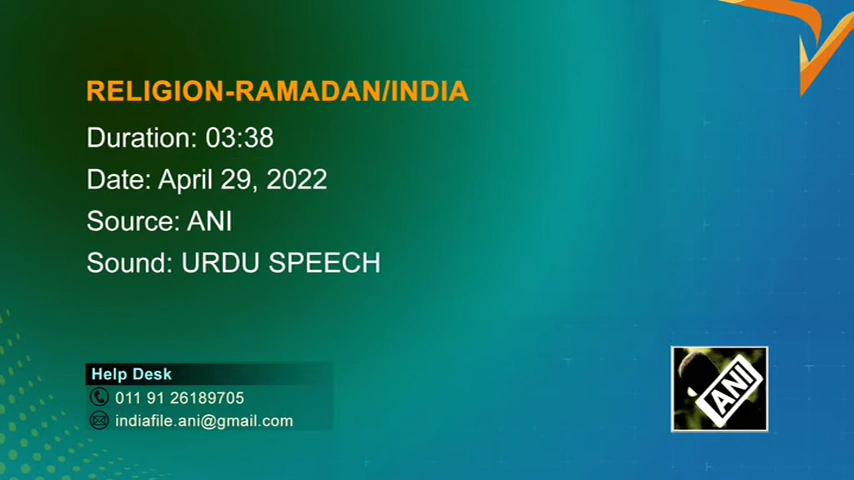 RELIGION-RAMADAN/INDIA
Duration: 03:38
Date: April 29, 2022
Source: ANI
Sound: URDU SPEECH
Help Desk
011 91 26189705
indiafile.ani@gmail.com
ANI